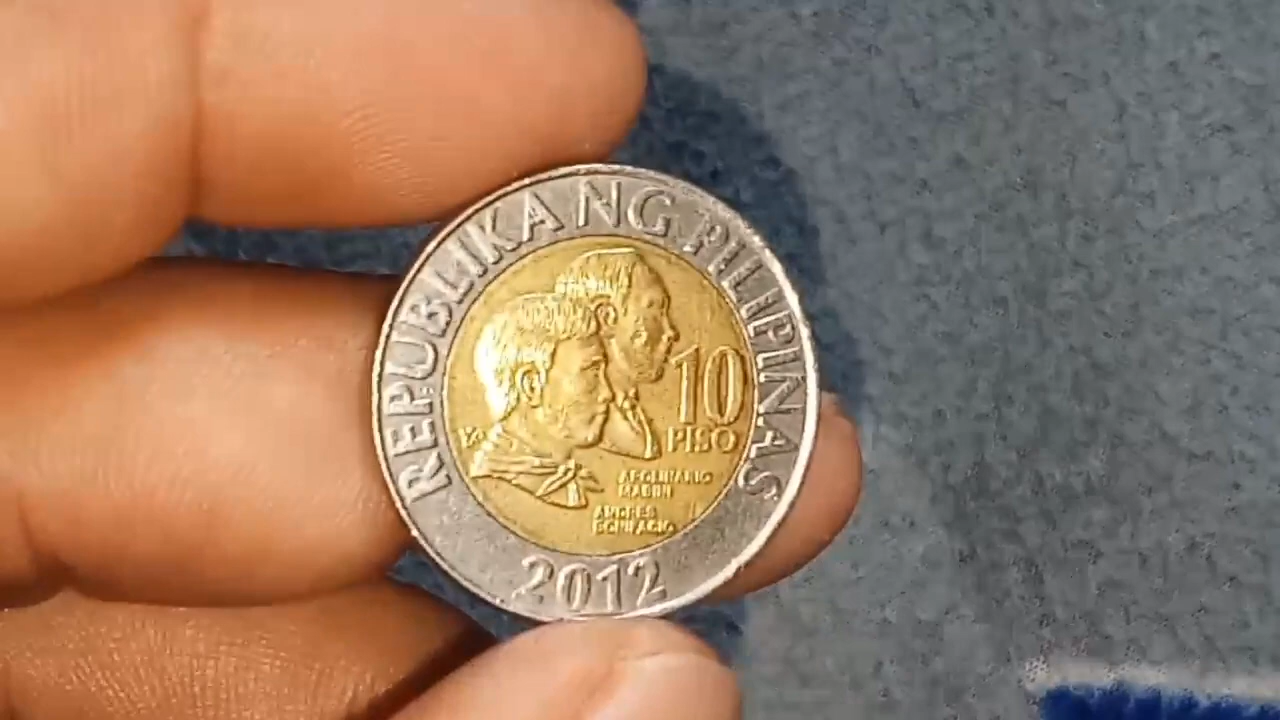 REPUBLIKA NG PILIPINAS
10
PISO
APOLINARIO
MABINI
ANDRES
BONIFACIO
2012